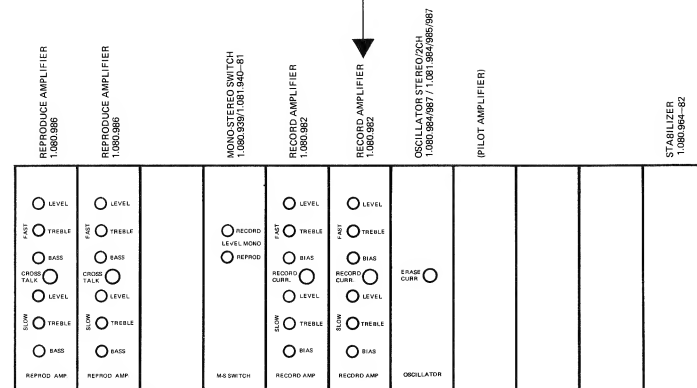 REPRODUCE AMPLIFIER
1.080.986
REPRODUCE AMPLIFIER
1.080.986
MONO-STEREO SWITCH
1.080.939/1.081.940–81
RECORD AMPLIFIER
1.080.982
RECORD AMPLIFIER
1.080.982
OSCILLATOR STEREO/2CH
1.080.984/987 / 1.081.984/985/987
(PILOT AMPLIFIER)
STABILIZER
1.080.964–82
FAST
LEVEL
TREBLE
BASS
CROSS
TALK
SLOW
LEVEL
TREBLE
BASS
REPROD AMP.
FAST
LEVEL
TREBLE
BASS
CROSS
TALK
SLOW
LEVEL
TREBLE
BASS
REPROD AMP.
RECORD
LEVEL MONO
REPROD
M-S SWITCH
FAST
LEVEL
TREBLE
BIAS
RECORD
CURR.
SLOW
LEVEL
TREBLE
BIAS
RECORD AMP
FAST
LEVEL
TREBLE
BIAS
RECORD
CURR.
SLOW
LEVEL
TREBLE
BIAS
RECORD AMP
ERASE
CURR
OSCILLATOR